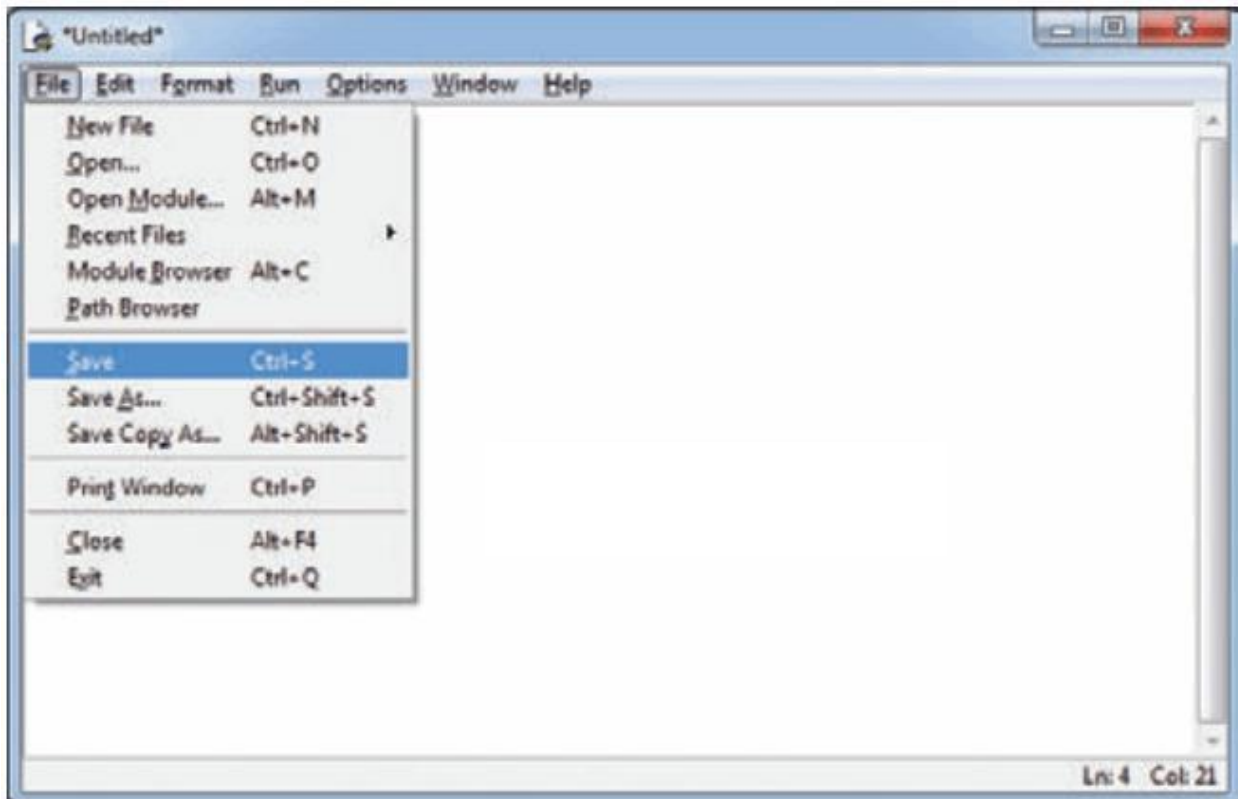 *Untitled*
File Edit Format Run Options Window Help
New File Ctrl+N
Open... Ctrl+O
Open Module... Alt+M
Recent Files
Module Browser Alt+C
Path Browser
Save Ctrl+S
Save As... Ctrl+Shift+S
Save Copy As... Alt+Shift+S
Print Window Ctrl+P
Close Alt+F4
Exit Ctrl+Q
Ln: 4 Col: 21